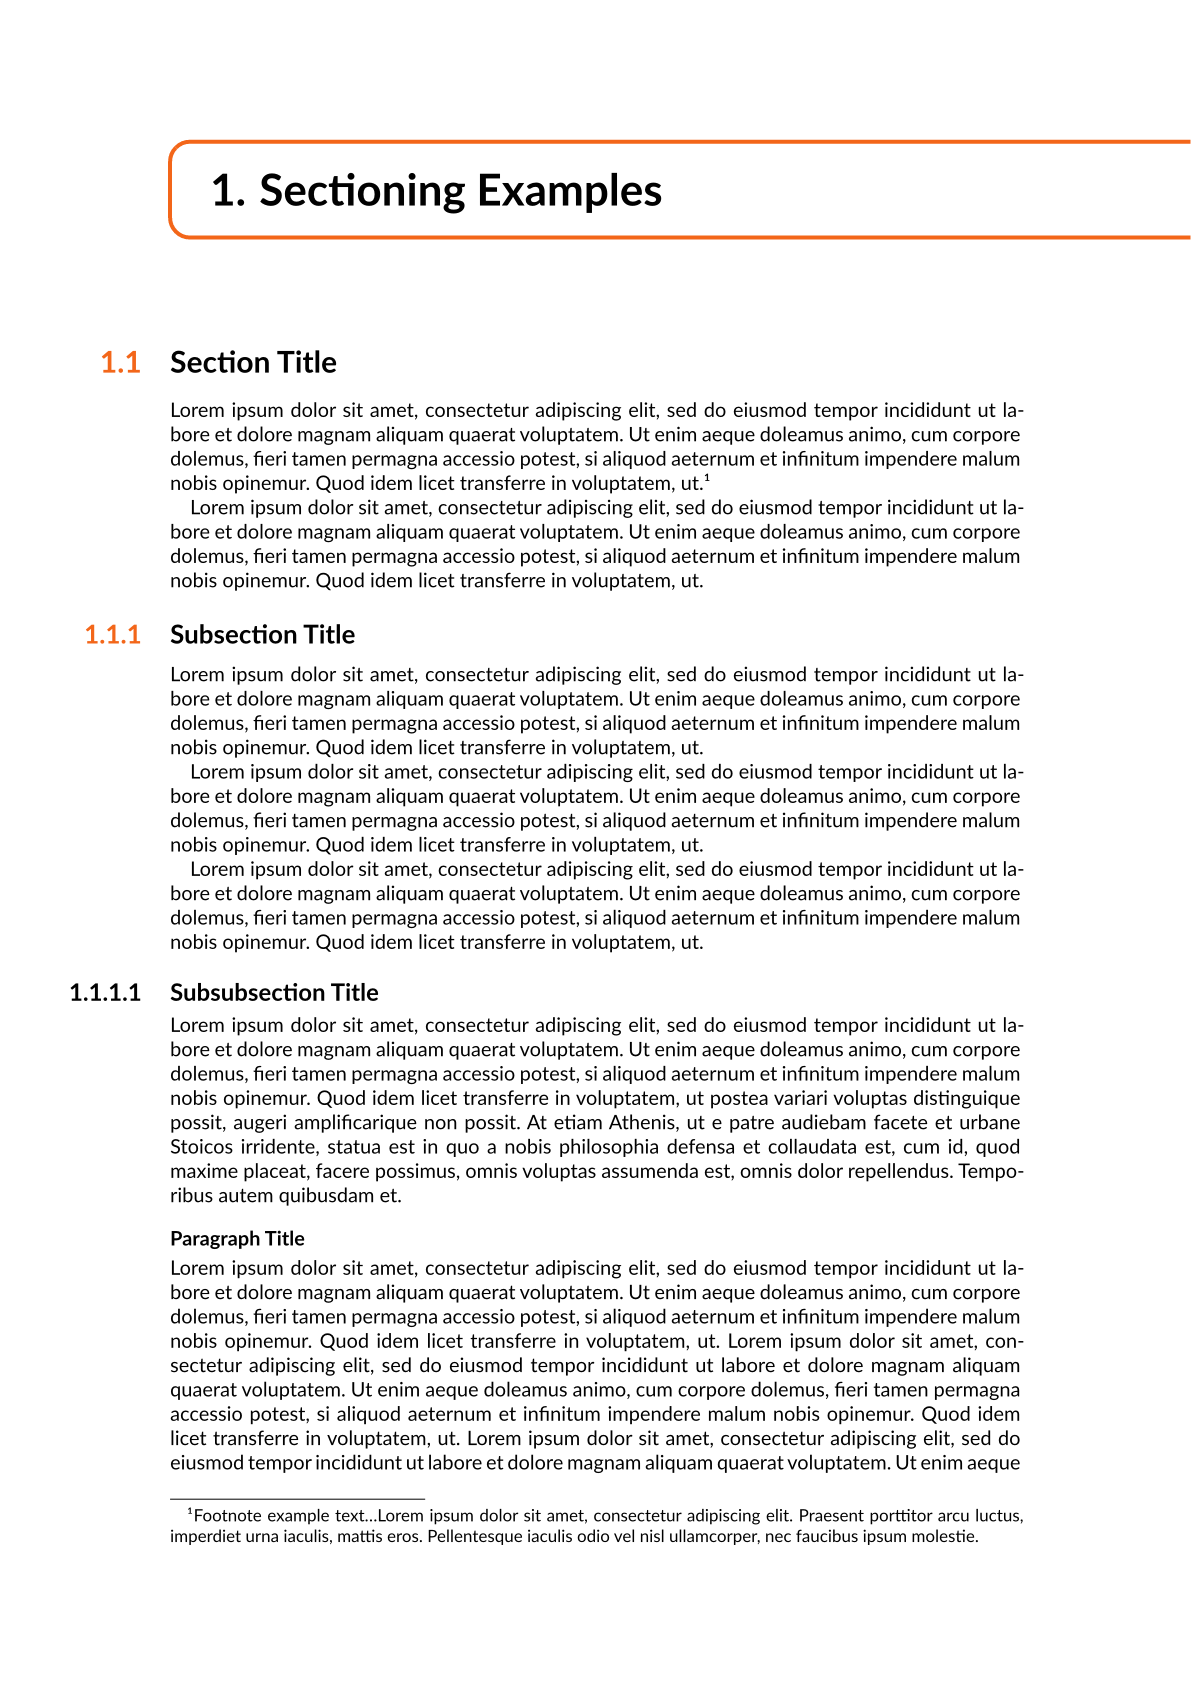 1. Sectioning Examples
1.1 Section Title
Lorem ipsum dolor sit amet, consectetur adipiscing elit, sed do eiusmod tempor incididunt ut la-
bore et dolore magnam aliquam quaerat voluptatem. Ut enim aeque doleamus animo, cum corpore
dolemus, fieri tamen permagna accessio potest, si aliquod aeternum et infinitum impendere malum
nobis opinemur. Quod idem licet transferre in voluptatem, ut.¹
Lorem ipsum dolor sit amet, consectetur adipiscing elit, sed do eiusmod tempor incididunt ut la-
bore et dolore magnam aliquam quaerat voluptatem. Ut enim aeque doleamus animo, cum corpore
dolemus, fieri tamen permagna accessio potest, si aliquod aeternum et infinitum impendere malum
nobis opinemur. Quod idem licet transferre in voluptatem, ut.
1.1.1 Subsection Title
Lorem ipsum dolor sit amet, consectetur adipiscing elit, sed do eiusmod tempor incididunt ut la-
bore et dolore magnam aliquam quaerat voluptatem. Ut enim aeque doleamus animo, cum corpore
dolemus, fieri tamen permagna accessio potest, si aliquod aeternum et infinitum impendere malum
nobis opinemur. Quod idem licet transferre in voluptatem, ut.
Lorem ipsum dolor sit amet, consectetur adipiscing elit, sed do eiusmod tempor incididunt ut la-
bore et dolore magnam aliquam quaerat voluptatem. Ut enim aeque doleamus animo, cum corpore
dolemus, fieri tamen permagna accessio potest, si aliquod aeternum et infinitum impendere malum
nobis opinemur. Quod idem licet transferre in voluptatem, ut.
Lorem ipsum dolor sit amet, consectetur adipiscing elit, sed do eiusmod tempor incididunt ut la-
bore et dolore magnam aliquam quaerat voluptatem. Ut enim aeque doleamus animo, cum corpore
dolemus, fieri tamen permagna accessio potest, si aliquod aeternum et infinitum impendere malum
nobis opinemur. Quod idem licet transferre in voluptatem, ut.
1.1.1.1 Subsubsection Title
Lorem ipsum dolor sit amet, consectetur adipiscing elit, sed do eiusmod tempor incididunt ut la-
bore et dolore magnam aliquam quaerat voluptatem. Ut enim aeque doleamus animo, cum corpore
dolemus, fieri tamen permagna accessio potest, si aliquod aeternum et infinitum impendere malum
nobis opinemur. Quod idem licet transferre in voluptatem, ut postea variari voluptas distinguique
possit, augeri amplificarique non possit. At etiam Athenis, ut e patre audiebam facete et urbane
Stoicos irridente, statua est in quo a nobis philosophia defensa et collaudata est, cum id, quod
maxime placeat, facere possimus, omnis voluptas assumenda est, omnis dolor repellendus. Tempo-
ribus autem quibusdam et.
Paragraph Title
Lorem ipsum dolor sit amet, consectetur adipiscing elit, sed do eiusmod tempor incididunt ut la-
bore et dolore magnam aliquam quaerat voluptatem. Ut enim aeque doleamus animo, cum corpore
dolemus, fieri tamen permagna accessio potest, si aliquod aeternum et infinitum impendere malum
nobis opinemur. Quod idem licet transferre in voluptatem, ut. Lorem ipsum dolor sit amet, con-
sectetur adipiscing elit, sed do eiusmod tempor incididunt ut labore et dolore magnam aliquam
quaerat voluptatem. Ut enim aeque doleamus animo, cum corpore dolemus, fieri tamen permagna
accessio potest, si aliquod aeternum et infinitum impendere malum nobis opinemur. Quod idem
licet transferre in voluptatem, ut. Lorem ipsum dolor sit amet, consectetur adipiscing elit, sed do
eiusmod tempor incididunt ut labore et dolore magnam aliquam quaerat voluptatem. Ut enim aeque
¹Footnote example text...Lorem ipsum dolor sit amet, consectetur adipiscing elit. Praesent porttitor arcu luctus,
imperdiet urna iaculis, mattis eros. Pellentesque iaculis odio vel nisl ullamcorper, nec faucibus ipsum molestie.